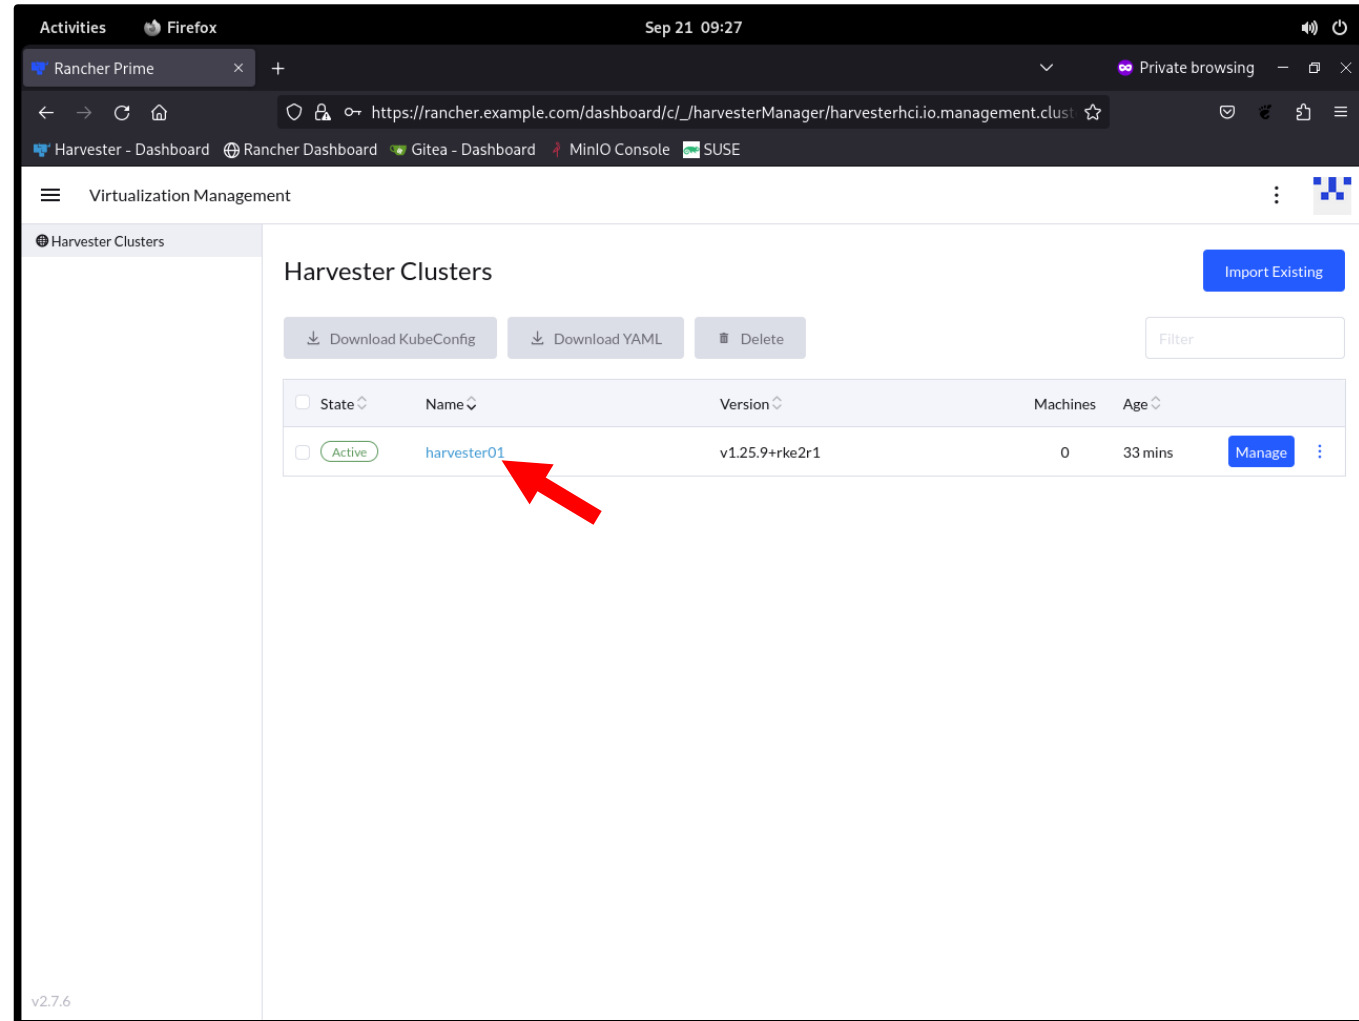 Activities Firefox Sep 21 09:27
Rancher Prime Private browsing
https://rancher.example.com/dashboard/c/_/harvesterManager/harvesterhci.io.management.clust
Harvester - Dashboard Rancher Dashboard Gitea - Dashboard MinIO Console SUSE
Virtualization Management
Harvester Clusters
Harvester Clusters Import Existing
Download KubeConfig Download YAML Delete Filter
State Name Version Machines Age
Active harvester01 v1.25.9+rke2r1 0 33 mins Manage
v2.7.6